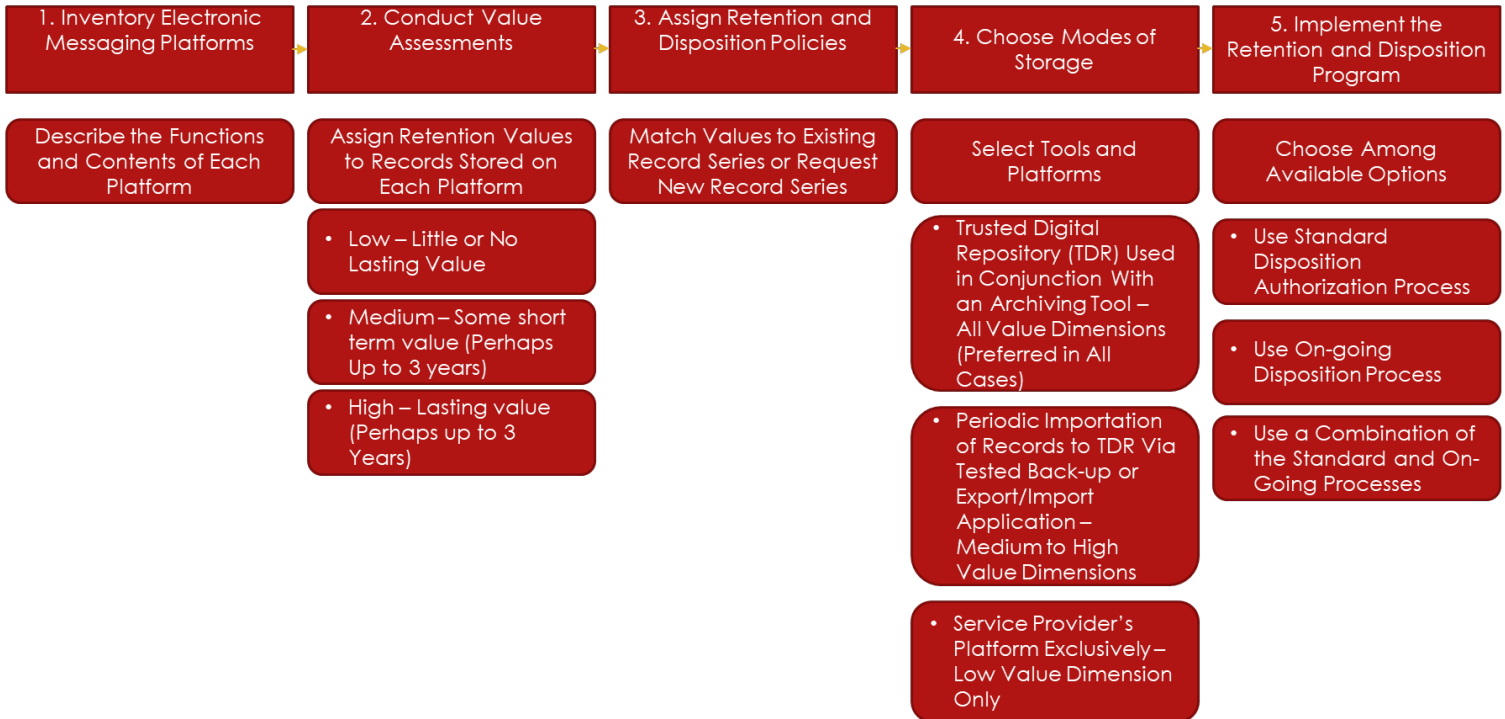 1. Inventory Electronic
Messaging Platforms
2. Conduct Value
Assessments
3. Assign Retention and
Disposition Policies
4. Choose Modes of
Storage
5. Implement the
Retention and Disposition
Program
Describe the Functions
and Contents of Each
Platform
Assign Retention Values
to Records Stored on
Each Platform
Match Values to Existing
Record Series or Request
New Record Series
Select Tools and
Platforms
Choose Among
Available Options
• Low – Little or No
Lasting Value
• Medium – Some short
term value (Perhaps
Up to 3 years)
• High – Lasting value
(Perhaps up to 3
Years)
• Trusted Digital
Repository (TDR) Used
in Conjunction With
an Archiving Tool –
All Value Dimensions
(Preferred in All
Cases)
• Periodic Importation
of Records to TDR Via
Tested Back-up or
Export/Import
Application –
Medium to High
Value Dimensions
• Service Provider’s
Platform Exclusively –
Low Value Dimension
Only
• Use Standard
Disposition
Authorization Process
• Use On-going
Disposition Process
• Use a Combination of
the Standard and On-
Going Processes